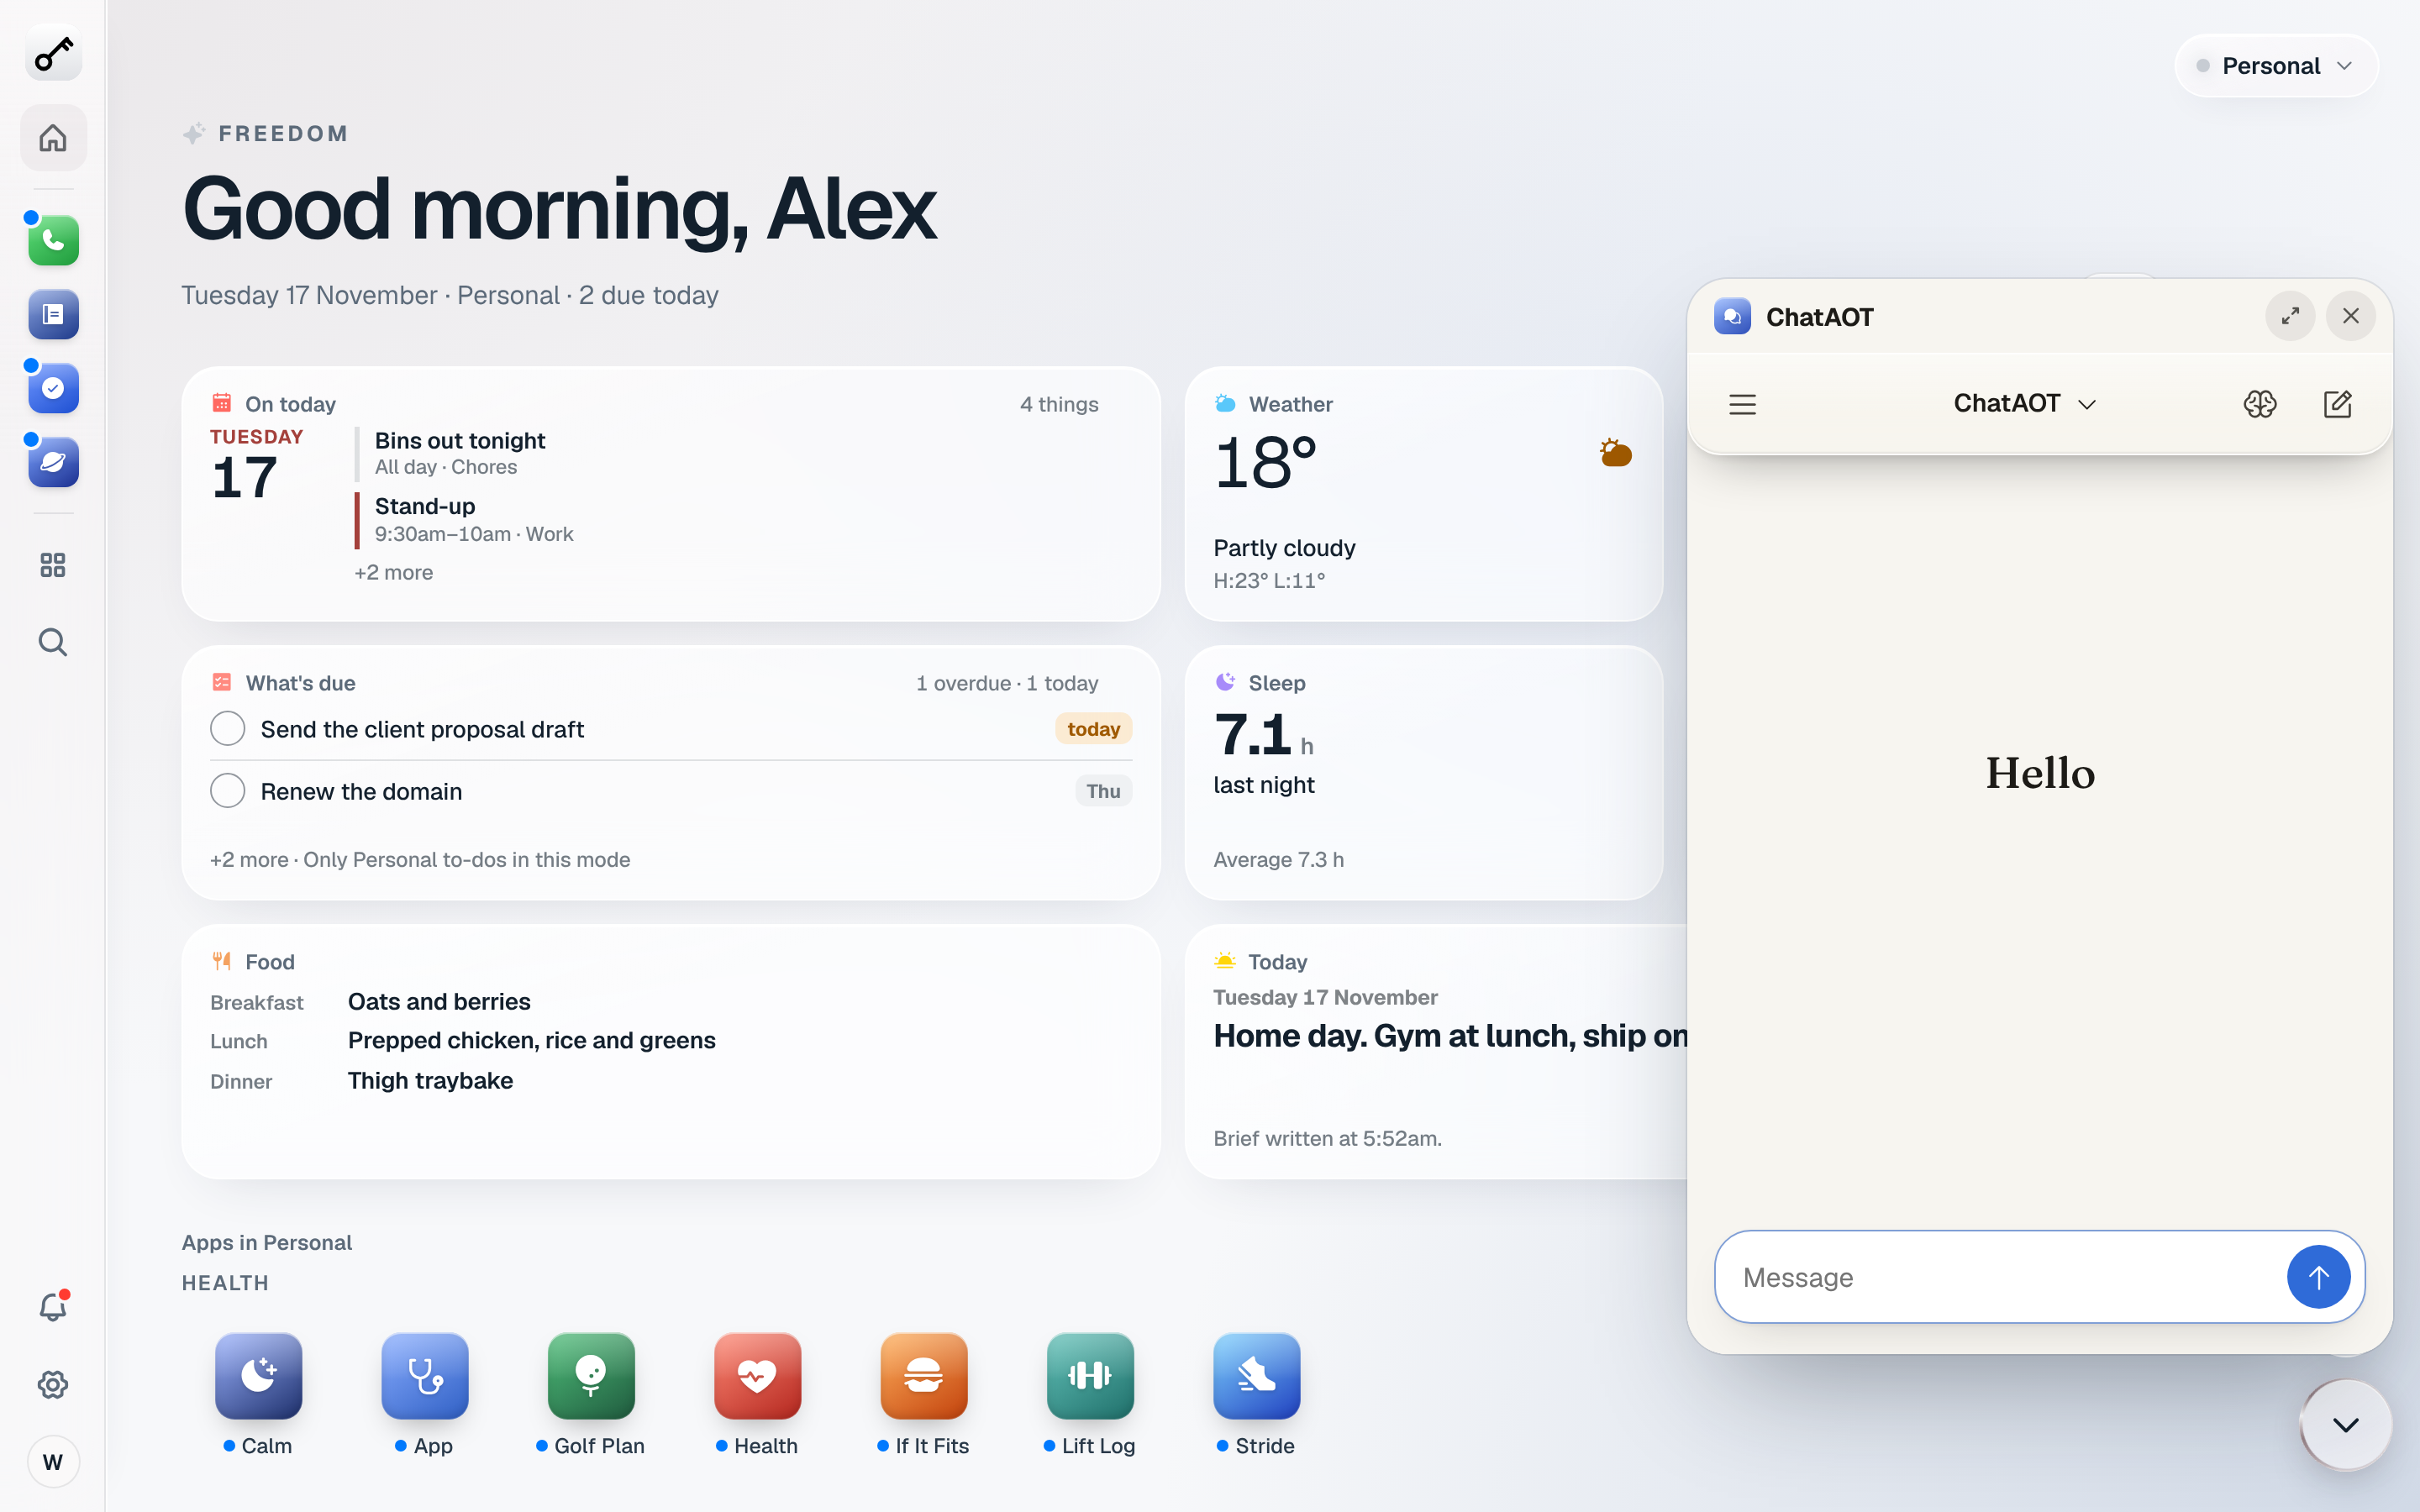 Personal
FREEDOM
Good morning, Alex
Tuesday 17 November · Personal · 2 due today
On today
4 things
TUESDAY
17
Bins out tonight
All day · Chores
Stand-up
9:30am–10am · Work
+2 more
Weather
18°
Partly cloudy
H:23° L:11°
What's due
1 overdue · 1 today
Send the client proposal draft
today
Renew the domain
Thu
+2 more · Only Personal to-dos in this mode
Sleep
7.1 h
last night
Average 7.3 h
Food
Breakfast Oats and berries
Lunch Prepped chicken, rice and greens
Dinner Thigh traybake
Today
Tuesday 17 November
Home day. Gym at lunch, ship on
Brief written at 5:52am.
Apps in Personal
HEALTH
Calm
App
Golf Plan
Health
If It Fits
Lift Log
Stride
W
ChatAOT
ChatAOT
Hello
Message